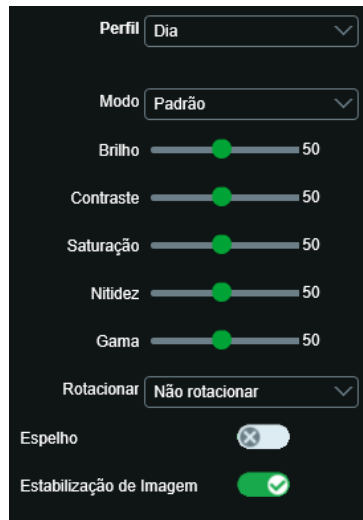 Perfil Dia
Modo Padrão
Brilho 50
Contraste 50
Saturação 50
Nitidez 50
Gama 50
Rotacionar Não rotacionar
Espelho
Estabilização de Imagem